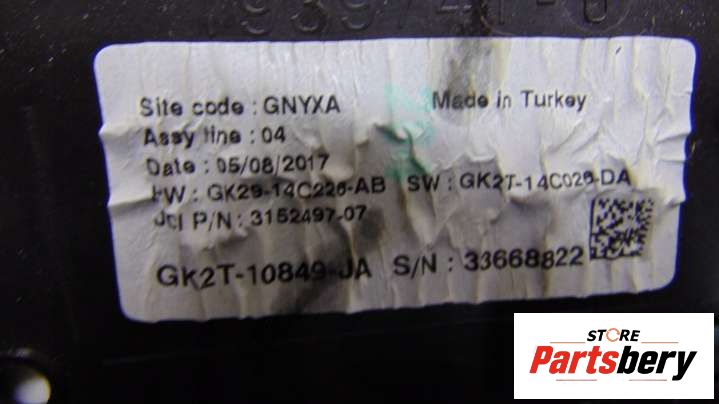 Site code : GNYXA
Made in Turkey
Assy line : 04
Date : 05/08/2017
HW : GK29-14C226-AB SW : GK2T-14C026-DA
JCI P/N : 3152497-07
GK2T-10849-JA S/N : 33668822
STORE
Partsbery